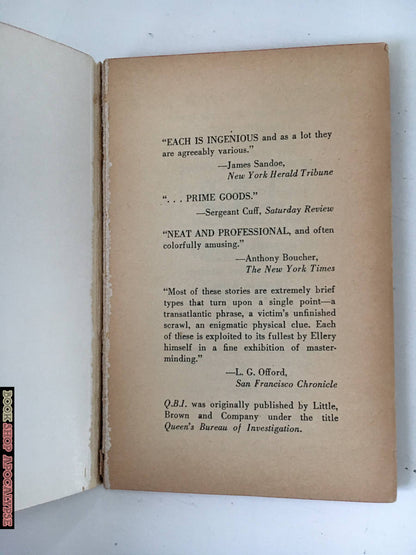 "EACH IS INGENIOUS and as a lot they
are agreeably various."
—James Sandoe,
New York Herald Tribune
". . . PRIME GOODS."
—Sergeant Cuff, Saturday Review
"NEAT AND PROFESSIONAL, and often
colorfully amusing."
—Anthony Boucher,
The New York Times
"Most of these stories are extremely brief
types that turn upon a single point—a
transatlantic phrase, a victim's unfinished
scrawl, an enigmatic physical clue. Each
of these is exploited to its fullest by Ellery
himself in a fine exhibition of master-
minding."
—L. G. Offord,
San Francisco Chronicle
Q.B.I. was originally published by Little,
Brown and Company under the title
Queen's Bureau of Investigation.
BOOK SHOP APOCALYPSE